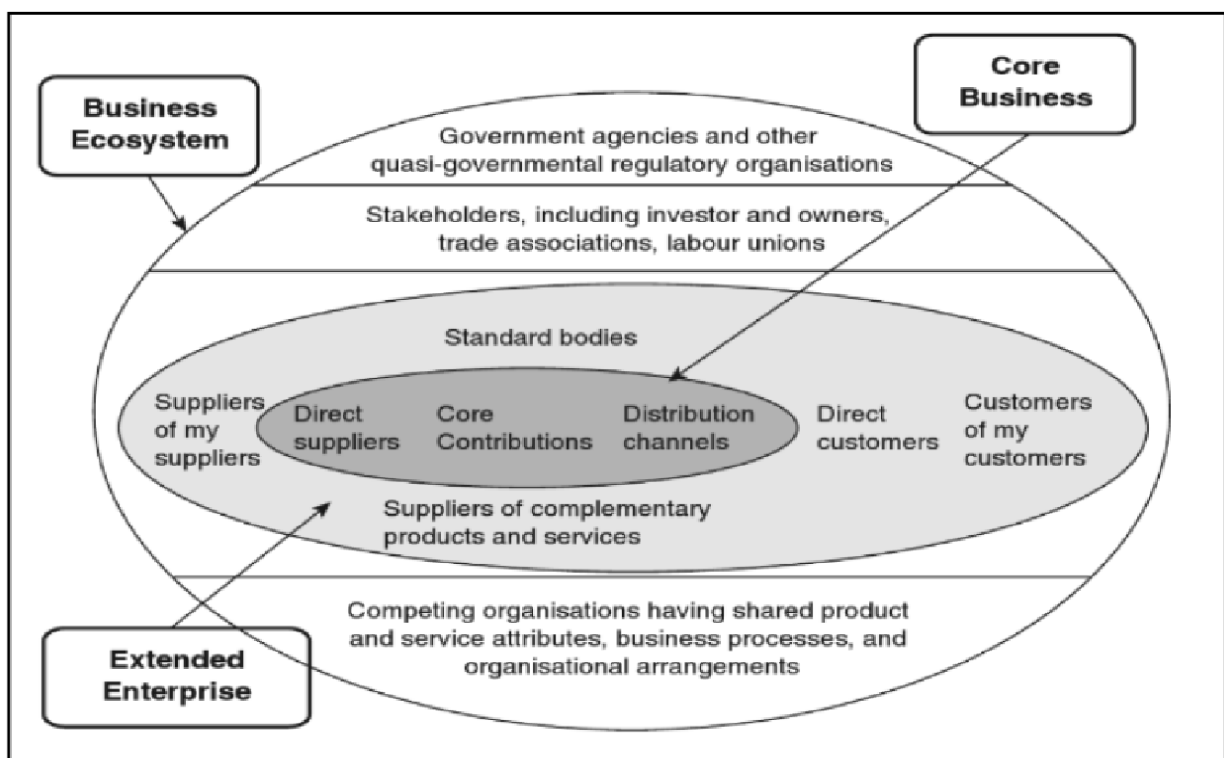 Business
Ecosystem
Core
Business
Government agencies and other
quasi-governmental regulatory organisations
Stakeholders, including investor and owners,
trade associations, labour unions
Standard bodies
Suppliers
of my
suppliers
Direct
suppliers
Core
Contributions
Distribution
channels
Direct
customers
Customers
of my
customers
Suppliers of complementary
products and services
Competing organisations having shared product
and service attributes, business processes, and
organisational arrangements
Extended
Enterprise